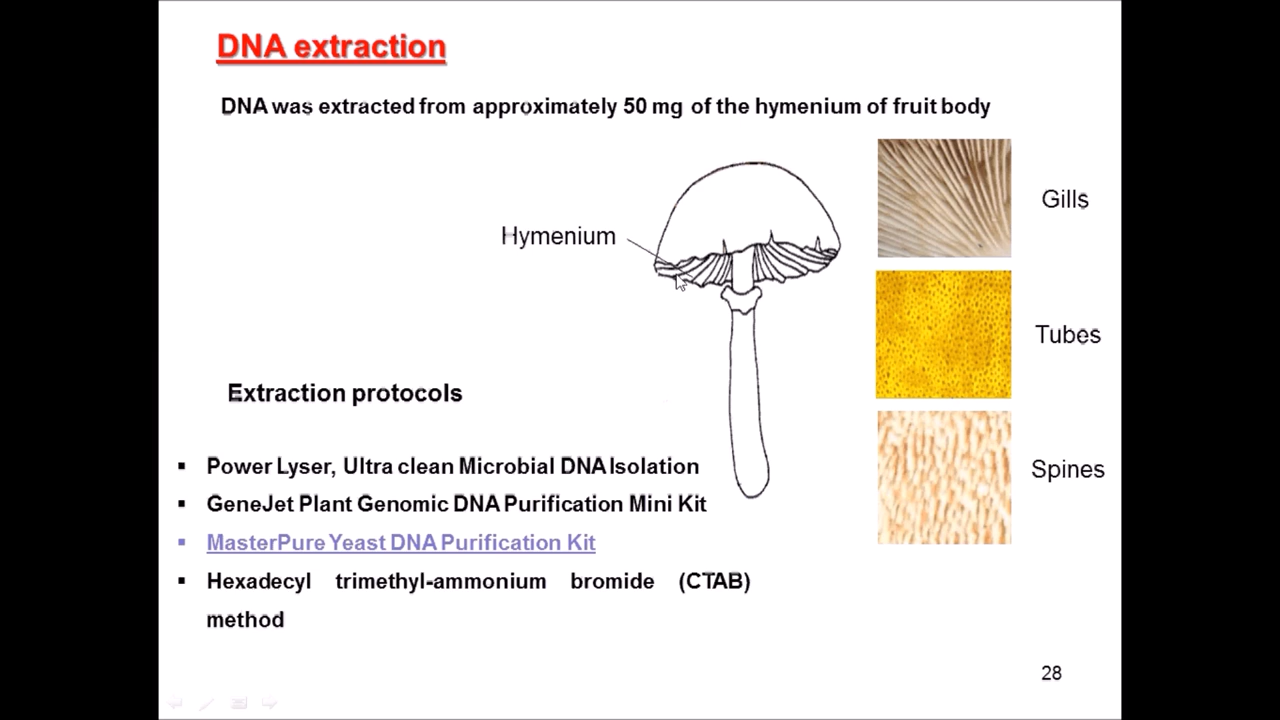 DNA extraction
DNA was extracted from approximately 50 mg of the hymenium of fruit body
Gills
Hymenium
Tubes
Extraction protocols
Power Lyser, Ultra clean Microbial DNA Isolation
Spines
GeneJet Plant Genomic DNA Purification Mini Kit
MasterPure Yeast DNA Purification Kit
Hexadecyl trimethyl-ammonium bromide (CTAB)
method
28